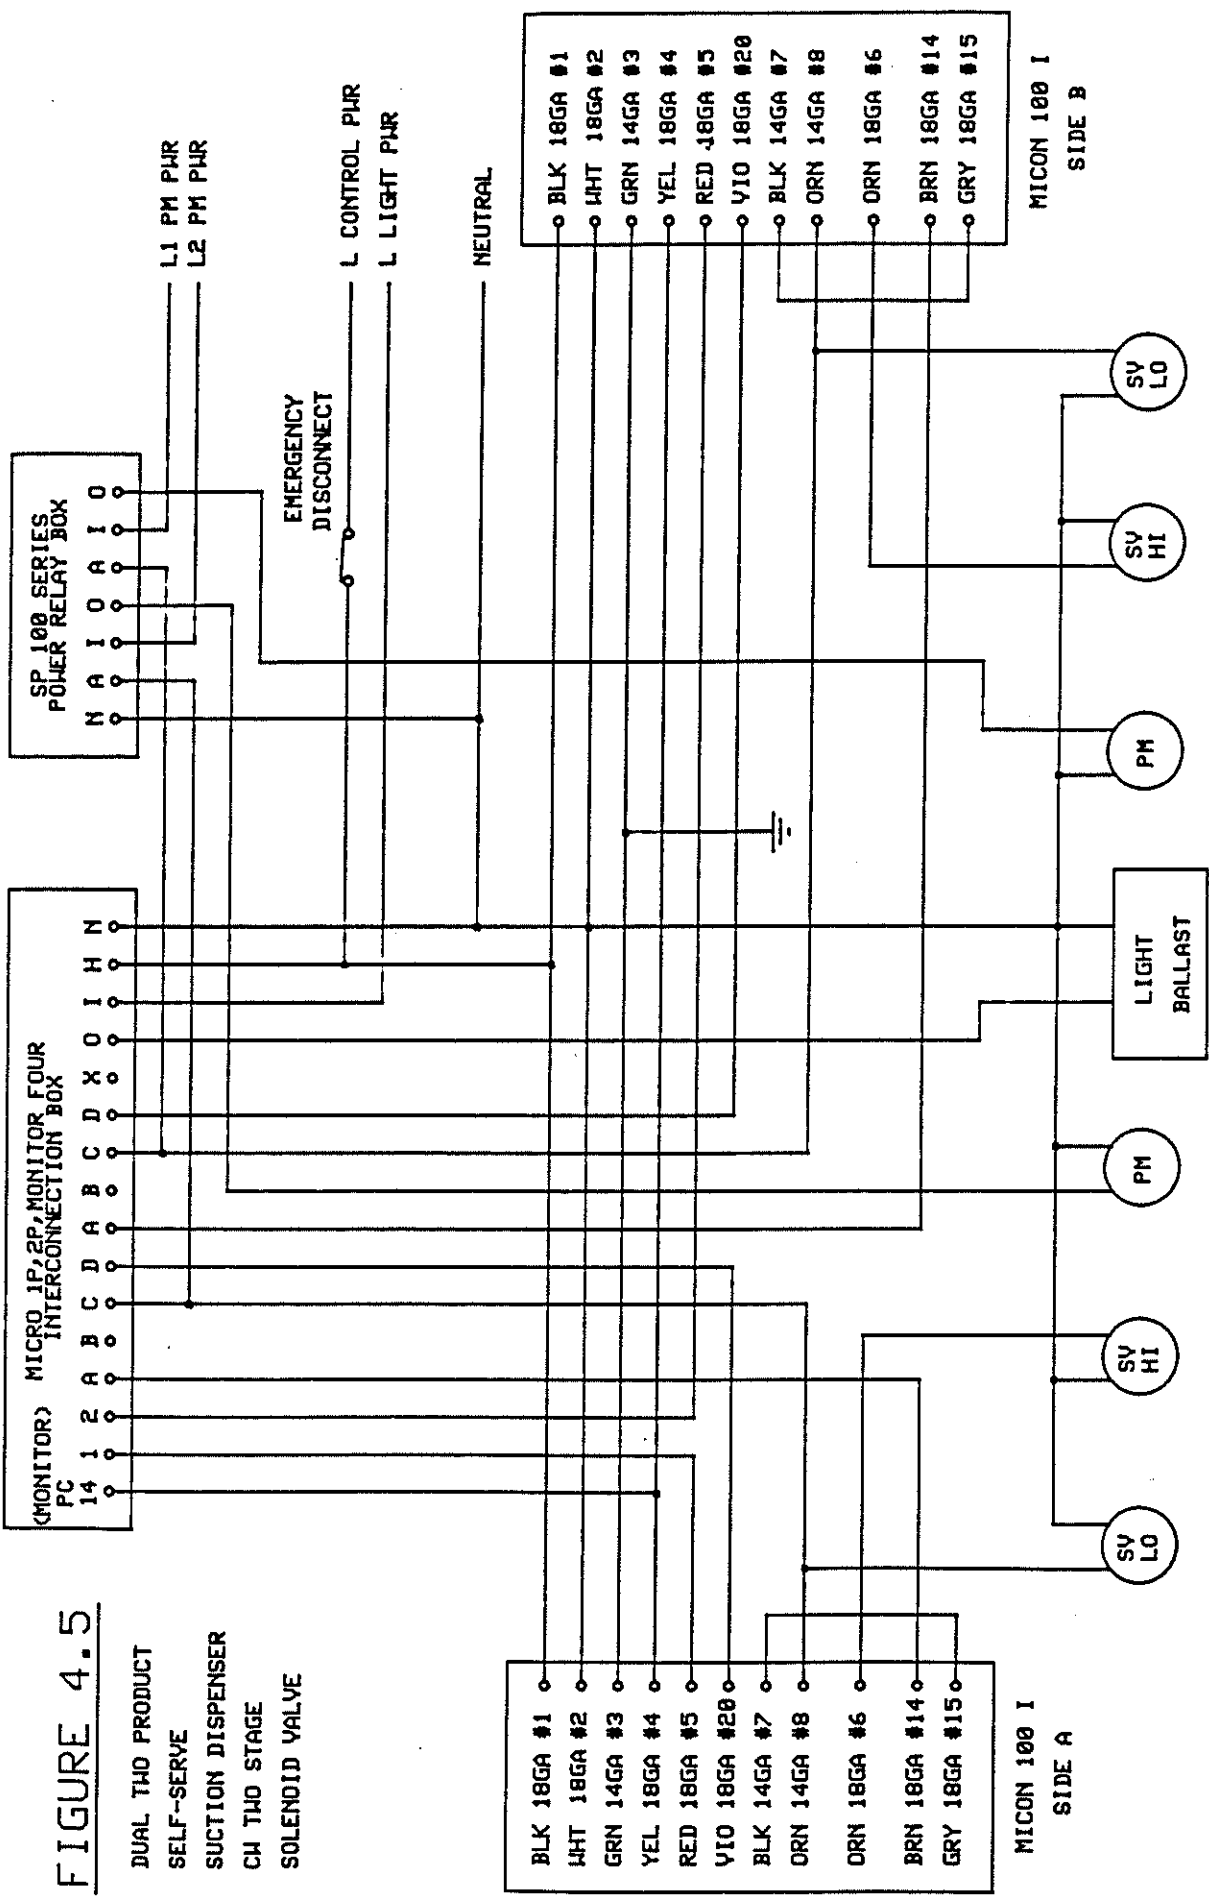 FIGURE 4.5
DUAL TWO PRODUCT
SELF-SERVE
SUCTION DISPENSER
CW TWO STAGE
SOLENOID VALVE
(MONITOR) MICRO 1P,2P,MONITOR FOUR
PC INTERCONNECTION BOX
14 1 2 A B C D A B C D X O I H N
SP 100 SERIES
POWER RELAY BOX
N A I O A I O
L1 PM PWR
L2 PM PWR
EMERGENCY
DISCONNECT
L CONTROL PWR
L LIGHT PWR
NEUTRAL
BLK 18GA #1
WHT 18GA #2
GRN 14GA #3
YEL 18GA #4
RED 18GA #5
VIO 18GA #20
BLK 14GA #7
ORN 14GA #8
ORN 18GA #6
BRN 18GA #14
GRY 18GA #15
MICON 100 I
SIDE A
BLK 18GA #1
WHT 18GA #2
GRN 14GA #3
YEL 18GA #4
RED 18GA #5
VIO 18GA #20
BLK 14GA #7
ORN 14GA #8
ORN 18GA #6
BRN 18GA #14
GRY 18GA #15
MICON 100 I
SIDE B
SV
LO
SV
HI
PM
LIGHT
BALLAST
PM
SV
HI
SV
LO